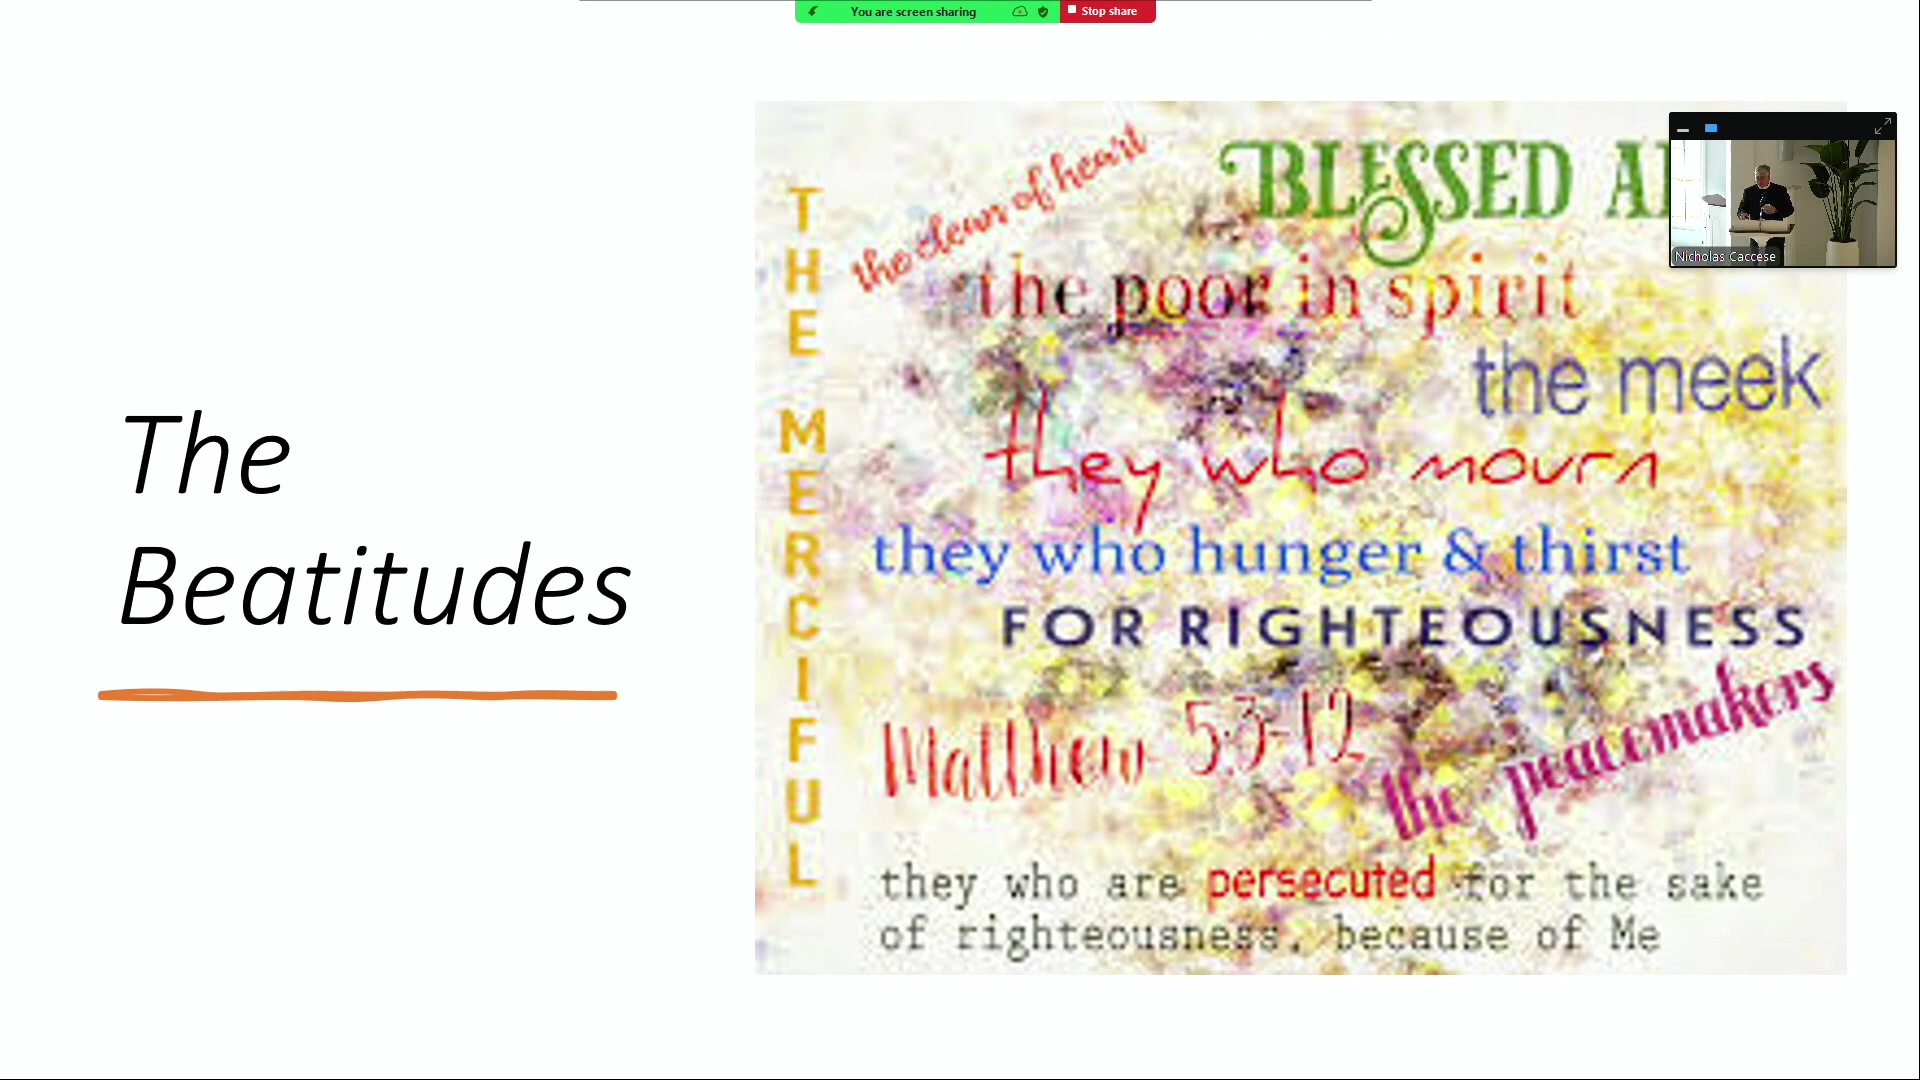 You are screen sharing
Stop share
The
Beatitudes
THE MERCIFUL
the clean of heart
BLESSED
the poor in spirit
the meek
they who mourn
they who hunger & thirst
FOR RIGHTEOUSNESS
Matthew 5:3-12
the peacemakers
they who are persecuted for the sake
of righteousness, because of Me
Nicholas Caccese